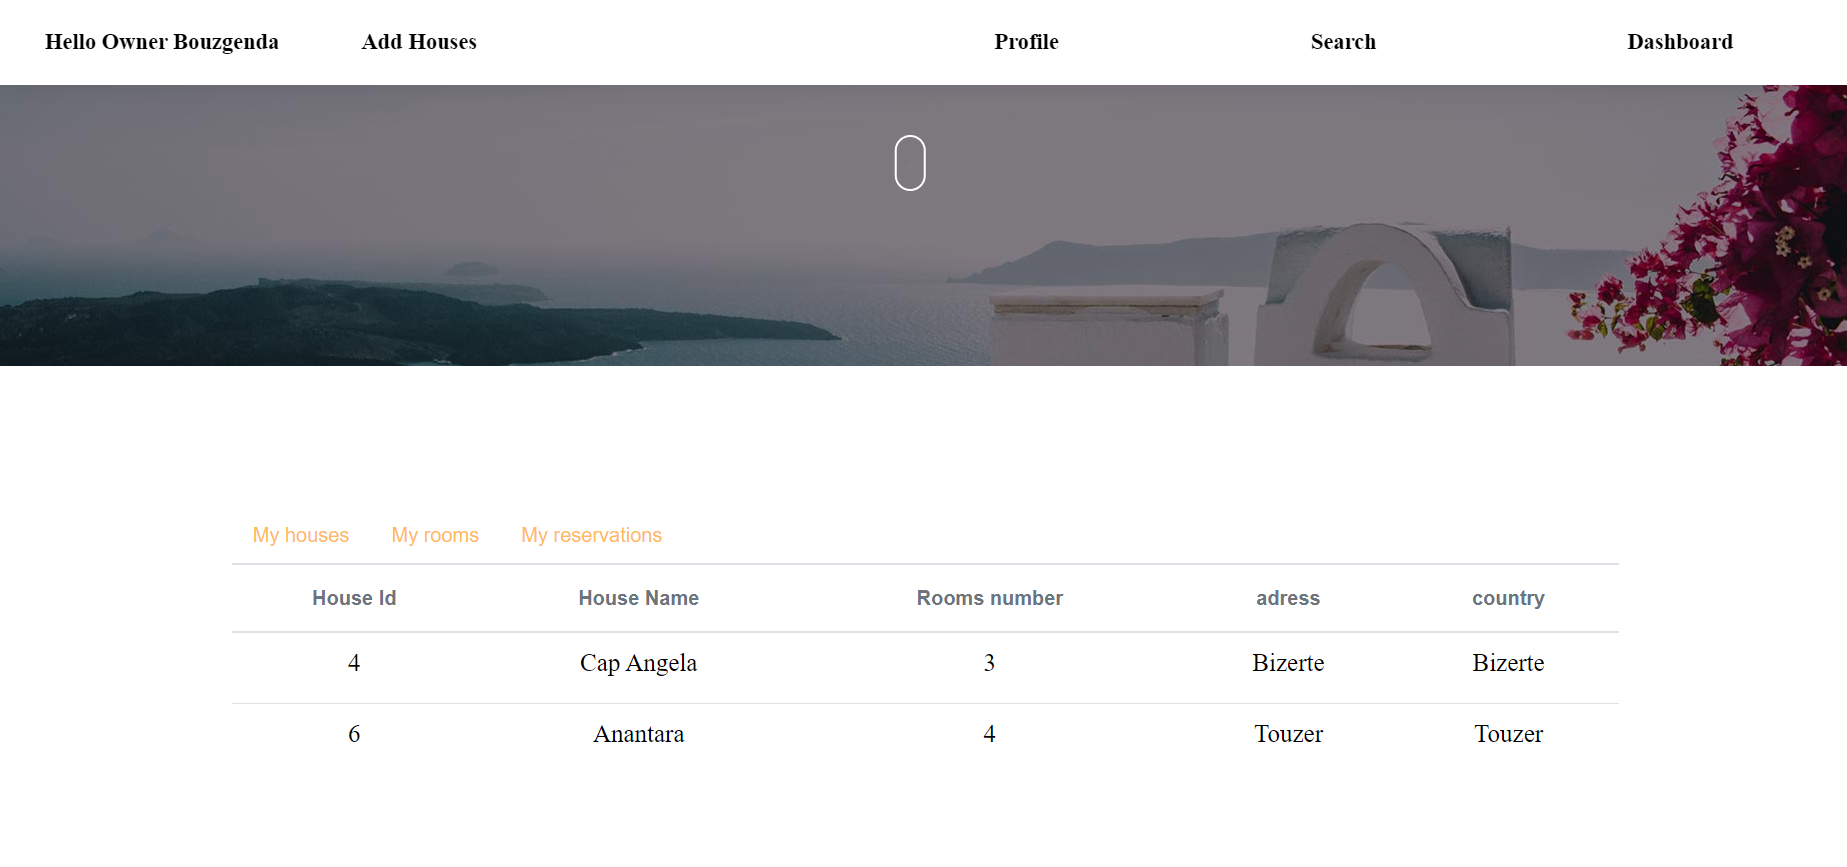 Hello Owner Bouzgenda Add Houses Profile Search Dashboard
My houses My rooms My reservations
House Id House Name Rooms number adress country
4 Cap Angela 3 Bizerte Bizerte
6 Anantara 4 Touzer Touzer